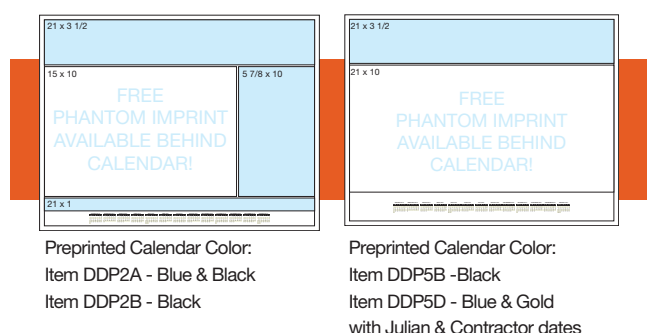 21 x 3 1/2
15 x 10
5 7/8 x 10
FREE
PHANTOM IMPRINT
AVAILABLE BEHIND
CALENDAR!
21 x 1
Preprinted Calendar Color:
Item DDP2A - Blue & Black
Item DDP2B - Black
21 x 3 1/2
21 x 10
FREE
PHANTOM IMPRINT
AVAILABLE BEHIND
CALENDAR!
Preprinted Calendar Color:
Item DDP5B -Black
Item DDP5D - Blue & Gold
with Julian & Contractor dates